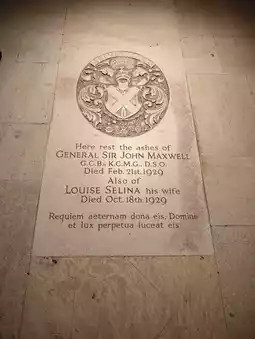 Here rest the ashes of
GENERAL SIR JOHN MAXWELL
G.C.B., K.C.M.G., D.S.O.
Died Feb. 21st. 1929
Also of
LOUISE SELINA his wife
Died Oct. 18th. 1929
Requiem aeternam dona eis, Domine
et lux perpetua luceat eis